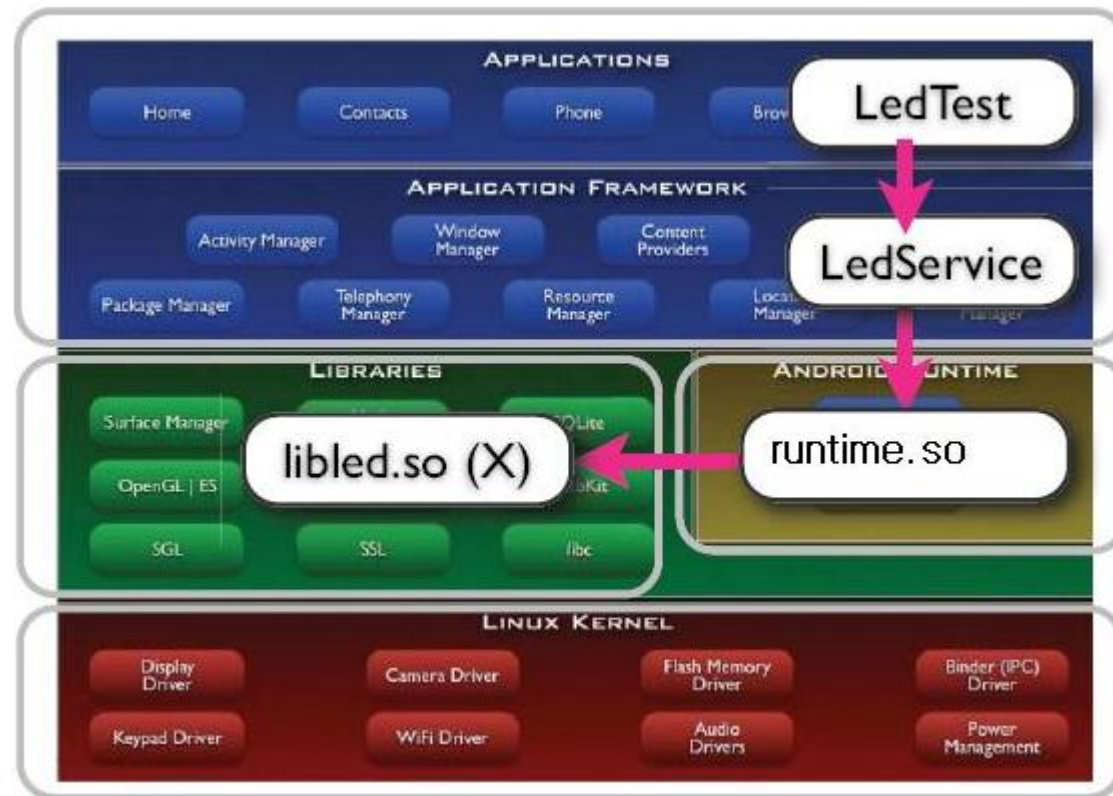 APPLICATIONS
Home
Contacts
Phone
LedTest
APPLICATION FRAMEWORK
Activity Manager
Window
Manager
Content
Providers
LedService
Package Manager
Telephony
Manager
Resource
Manager
Manager
Manager
LIBRARIES
ANDROID
Surface Manager
libled.so (X)
runtime.so
OpenGL | ES
SGL
SSL
libc
LINUX KERNEL
Display
Driver
Camera Driver
Flash Memory
Driver
Binder (IPC)
Driver
Keypad Driver
WiFi Driver
Audio
Drivers
Power
Management